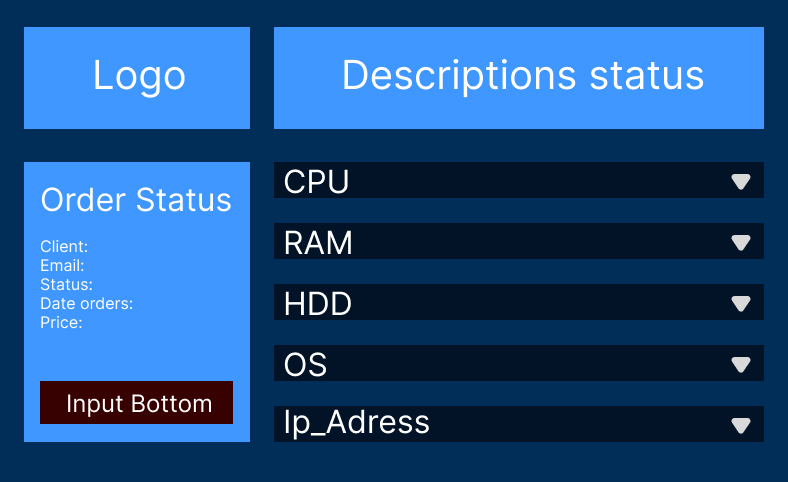 Logo
Descriptions status
Order Status
Client:
Email:
Status:
Date orders:
Price:
Input Bottom
CPU
RAM
HDD
OS
Ip_Adress